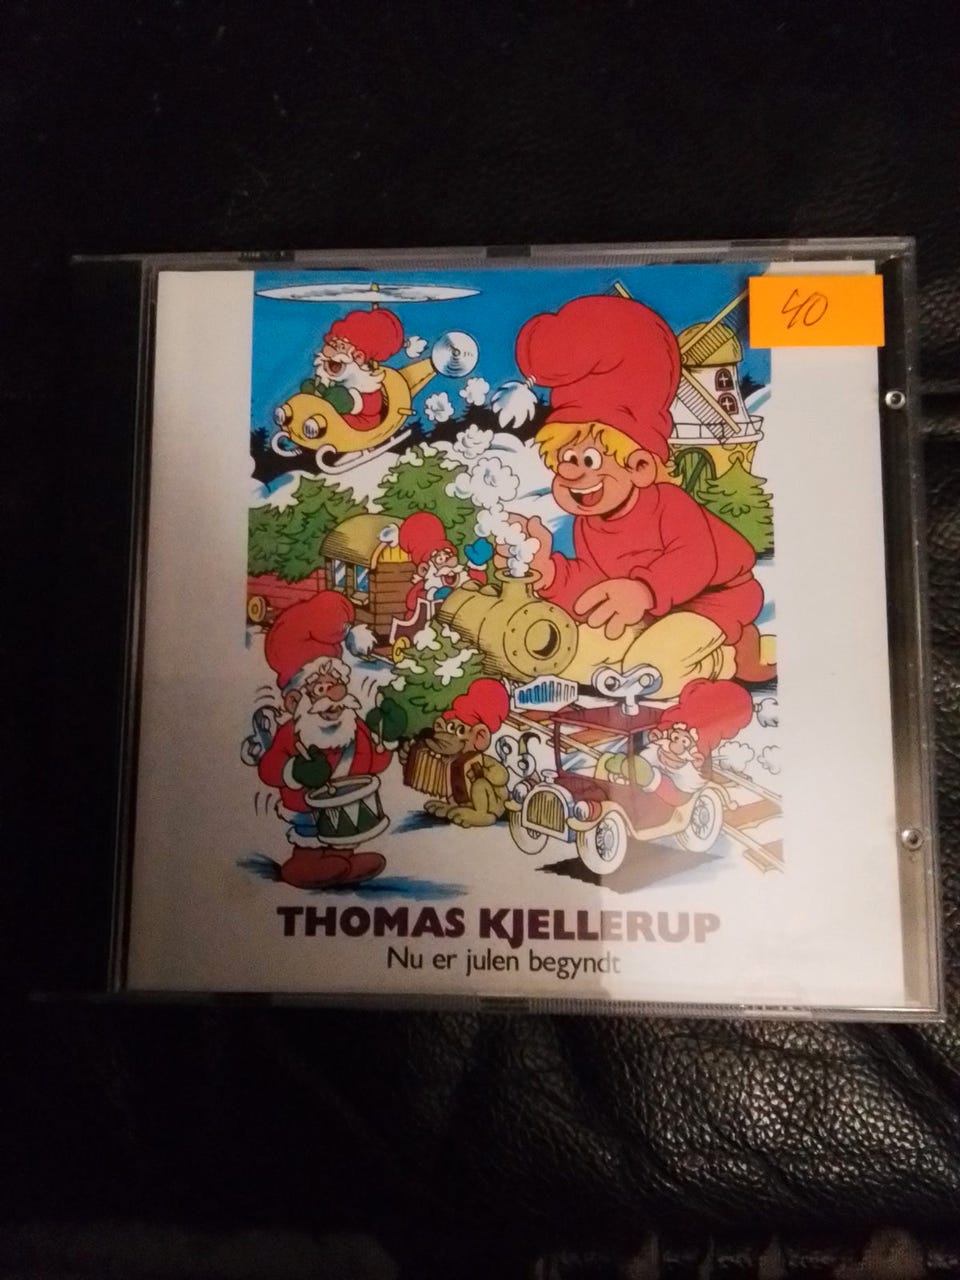 40
THOMAS KJELLERUP
Nu er julen begyndt